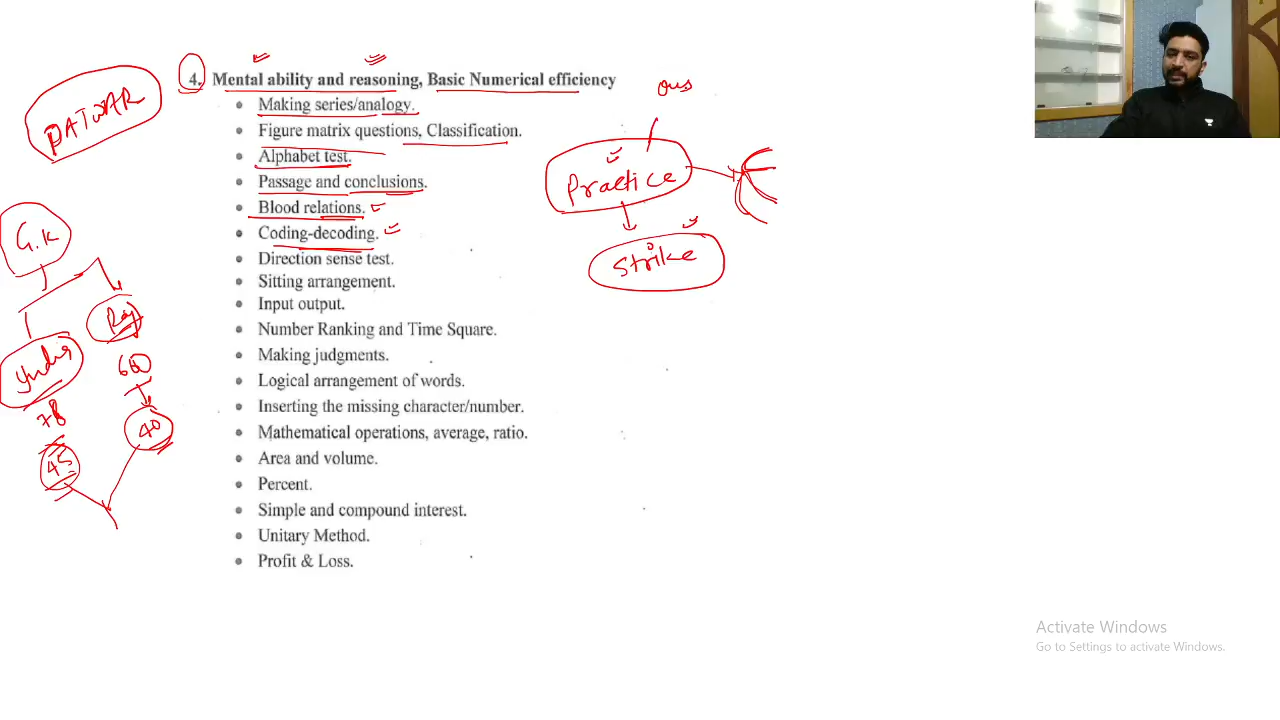 4. Mental ability and reasoning, Basic Numerical efficiency
Making series/analogy.
Figure matrix questions, Classification.
Alphabet test.
Passage and conclusions.
Blood relations.
Coding-decoding.
Direction sense test.
Sitting arrangement.
Input output.
Number Ranking and Time Square.
Making judgments.
Logical arrangement of words.
Inserting the missing character/number.
Mathematical operations, average, ratio.
Area and volume.
Percent.
Simple and compound interest.
Unitary Method.
Profit & Loss.
PATWAR
G.K
Raj
600
40
78
45
Practice
Strike
Activate Windows
Go to Settings to activate Windows.